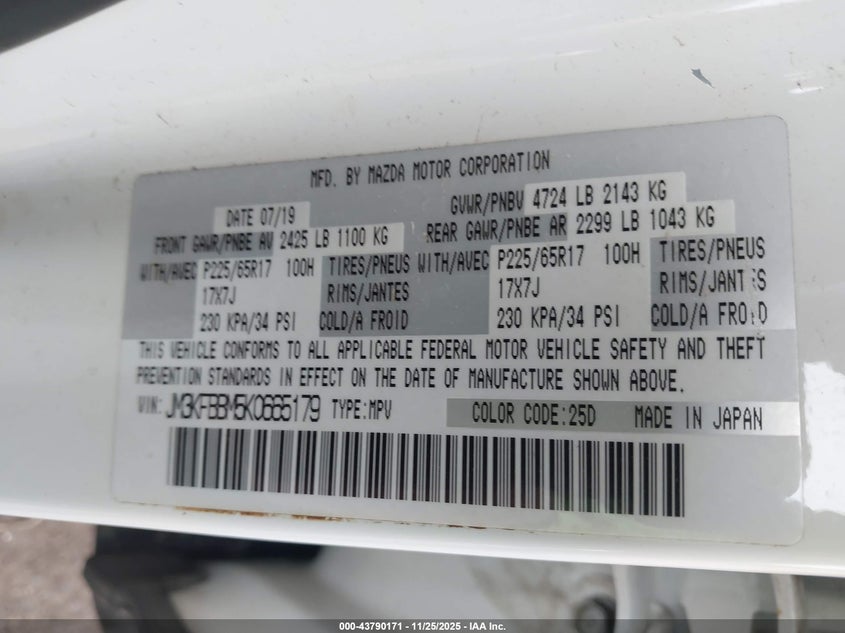 MFD. BY MAZDA MOTOR CORPORATION
DATE 07/19 GVWR/PNBV 4724 LB 2143 KG
FRONT GAWR/PNBE AV 2425 LB 1100 KG REAR GAWR/PNBE AR 2299 LB 1043 KG
WITH/AVEC P225/65R17 100H TIRES/PNEUS WITH/AVEC P225/65R17 100H TIRES/PNEUS
17X7J RIMS/JANTES 17X7J RIMS/JANTES
230 KPA/34 PSI COLD/A FROID 230 KPA/34 PSI COLD/A FROID
THIS VEHICLE CONFORMS TO ALL APPLICABLE FEDERAL MOTOR VEHICLE SAFETY AND THEFT
PREVENTION STANDARDS IN EFFECT ON THE DATE OF MANUFACTURE SHOWN ABOVE.
VIN: JM3KFBBM5K0665179 TYPE:MPV COLOR CODE:25D MADE IN JAPAN
000-43790171 - 11/25/2025 - IAA Inc.